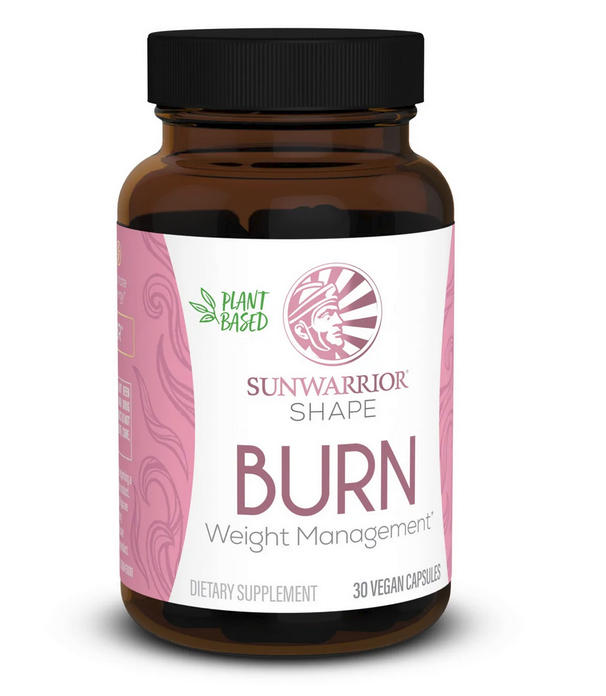 PLANT
BASED
SUNWARRIOR®
SHAPE
BURN
Weight Management*
DIETARY SUPPLEMENT
30 VEGAN CAPSULES